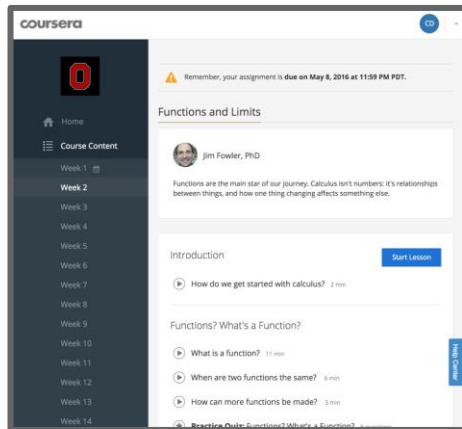 coursera
CD
O
Remember, your assignment is due on May 8, 2016 at 11:59 PM PDT.
Home
Course Content
Week 1
Week 2
Week 3
Week 4
Week 5
Week 6
Week 7
Week 8
Week 9
Week 10
Week 11
Week 12
Week 13
Week 14
Functions and Limits
Jim Fowler, PhD
Functions are the main star of our journey. Calculus isn't numbers: it's relationships
between things, and how one thing changing affects something else.
Introduction
Start Lesson
How do we get started with calculus? 2 min
Functions? What's a Function?
What is a function? 11 min
When are two functions the same? 6 min
How can more functions be made? 3 min
Practice Quiz: Functions? What's a Function?
Help Center